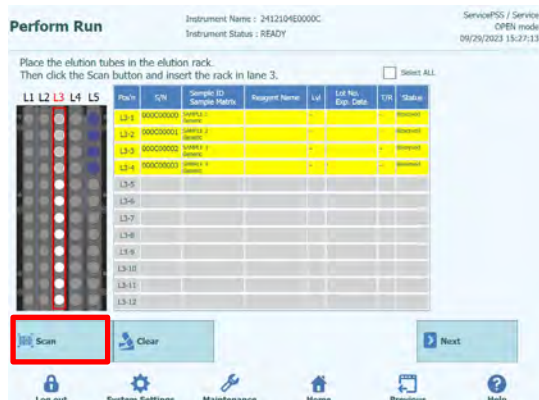 Perform Run
Instrument Name : 2412104E0000C
Instrument Status : READY
ServicePSS / Service
OPEN mode
09/29/2023 15:27:13
Place the elution tubes in the elution rack.
Then click the Scan button and insert the rack in lane 3.
Select ALL
L1 L2 L3 L4 L5
Pos'n S/N Sample ID Reagent Name Lvl Lot No. T/R Status
Sample Matrix Exp. Date
L3-1 000C00000 SAMPLE 1 - - Reserved
Generic
L3-2 000C00001 SAMPLE 2 Reserved
Generic
L3-3 000C00002 SAMPLE 3 - - Reserved
Generic
L3-4 000C00003 - - Reserved
Generic
L3-5
L3-6
L3-7
L3-8
L3-9
L3-10
L3-11
L3-12
Scan
Clear
Next
Log out
System Settings
Maintenance
Home
Previous
Help